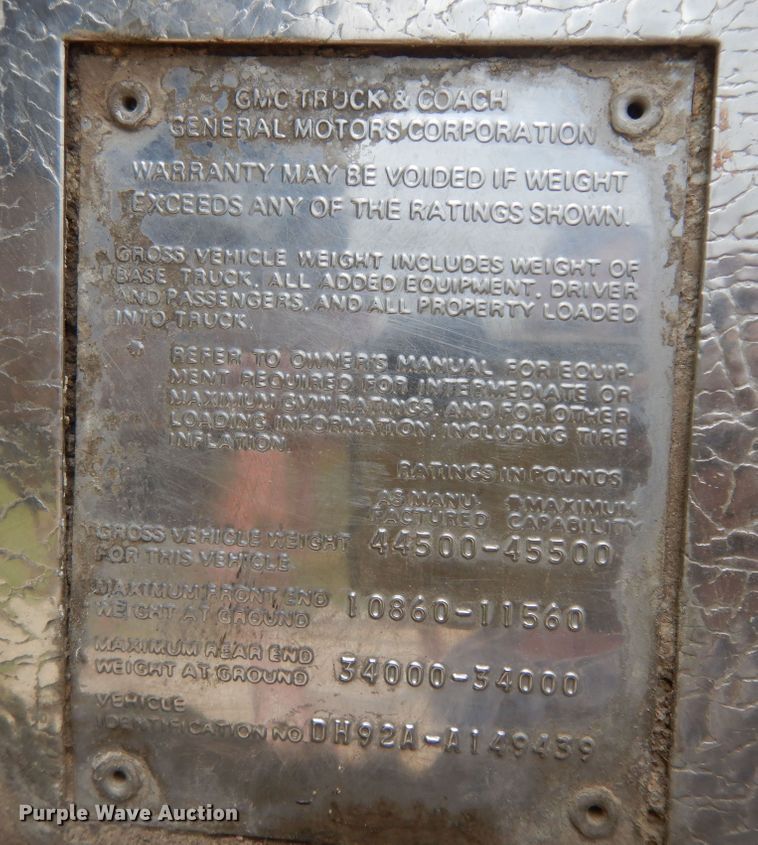 GMC TRUCK & COACH
GENERAL MOTORS CORPORATION
WARRANTY MAY BE VOIDED IF WEIGHT
EXCEEDS ANY OF THE RATINGS SHOWN.
GROSS VEHICLE WEIGHT INCLUDES WEIGHT OF
BASE TRUCK, ALL ADDED EQUIPMENT, DRIVER
AND PASSENGERS, AND ALL PROPERTY LOADED
INTO TRUCK.
* REFER TO OWNER'S MANUAL FOR EQUIP-
MENT REQUIRED FOR INTERMEDIATE OR
MAXIMUM GVW RATINGS, AND FOR OTHER
LOADING INFORMATION, INCLUDING TIRE
INFLATION.
RATINGS IN POUNDS
AS MANU- * MAXIMUM
FACTURED CAPABILITY
GROSS VEHICLE WEIGHT 44500-45500
FOR THIS VEHICLE
MAXIMUM FRONT END
WEIGHT AT GROUND 10860-11560
MAXIMUM REAR END
WEIGHT AT GROUND 34000-34000
VEHICLE
IDENTIFICATION NO. DH92A-A149439
Purple Wave Auction